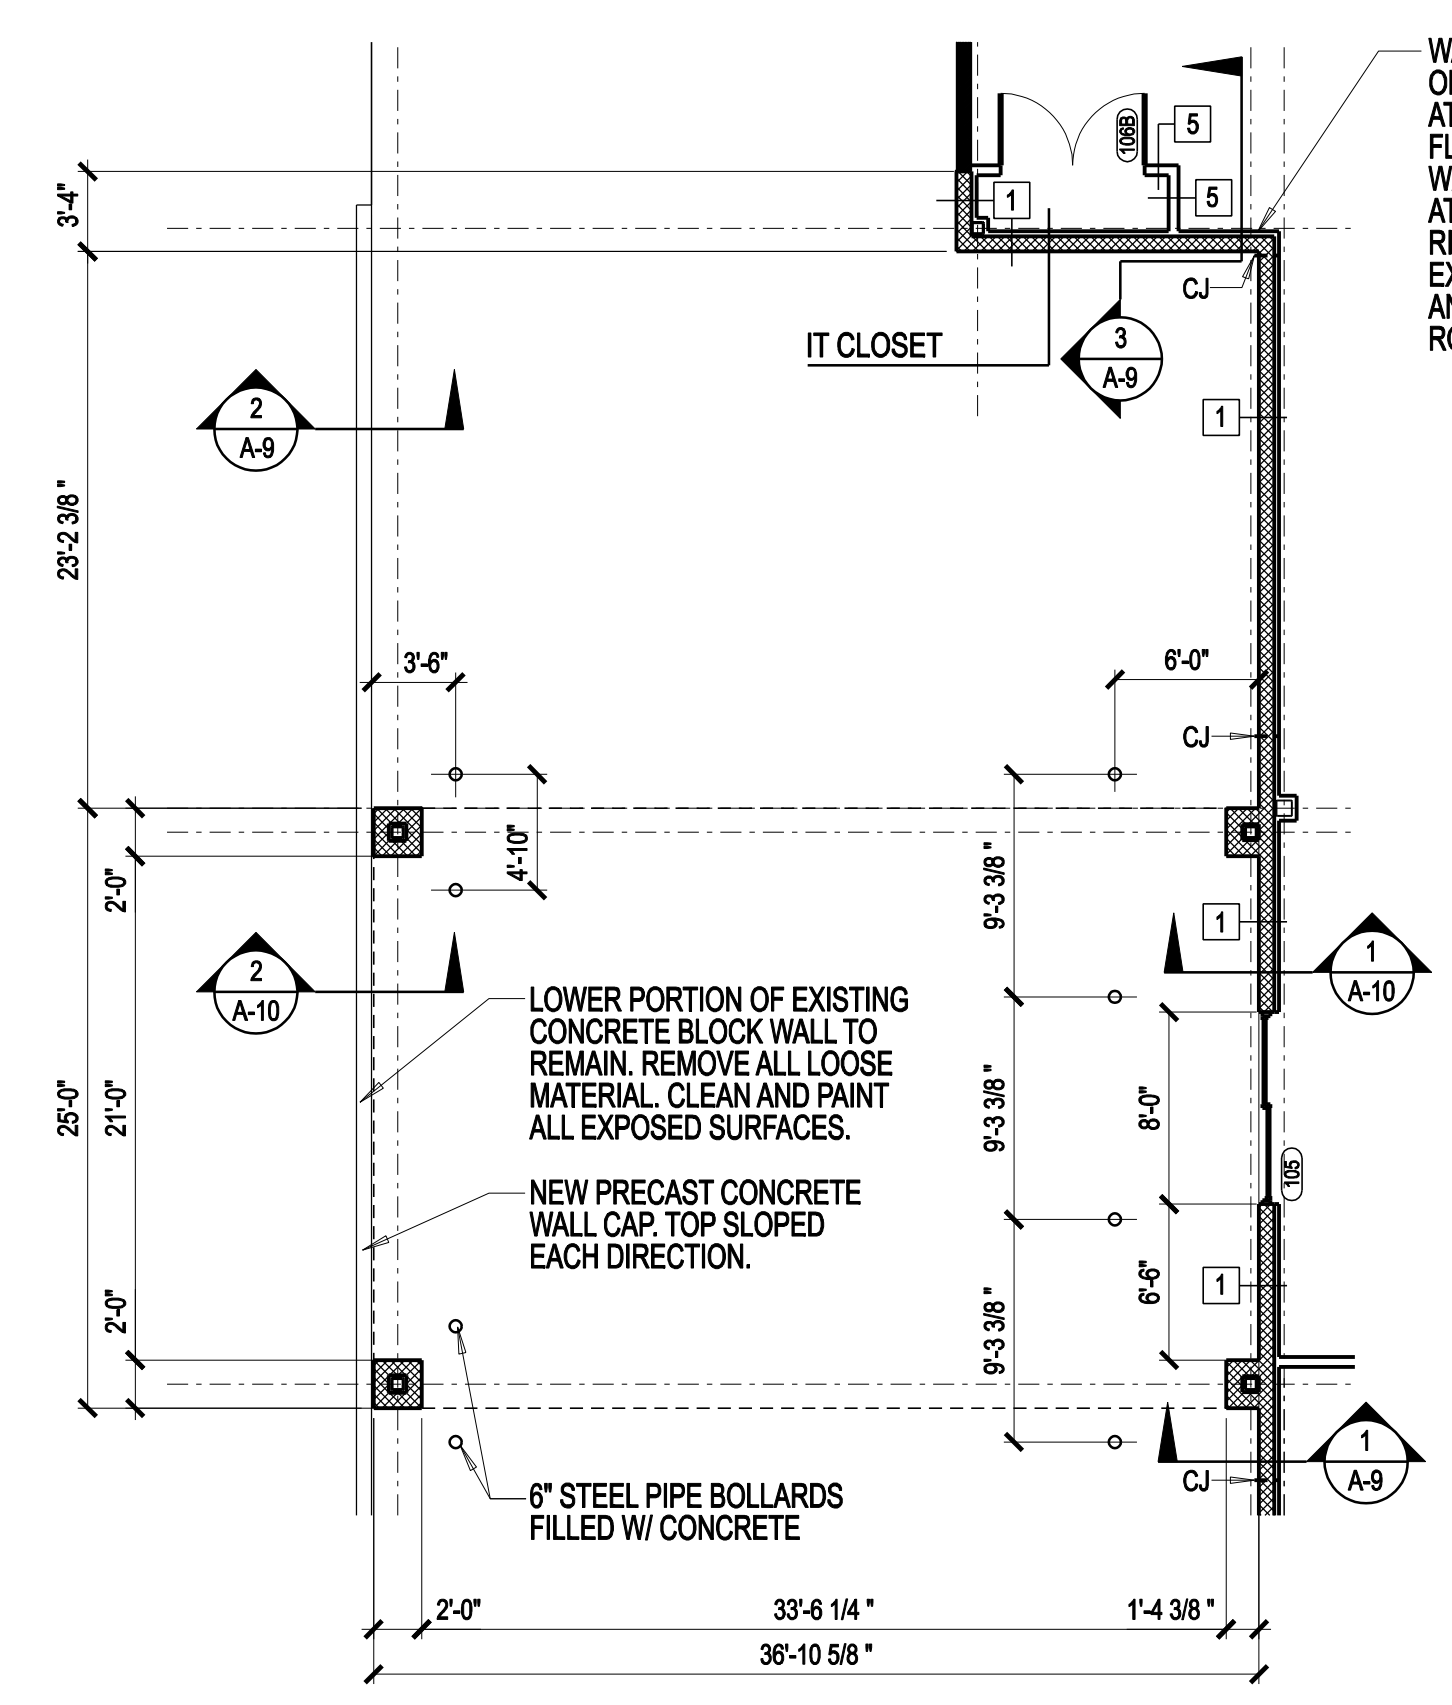 106B
5
3'-4"
1
5
CJ
IT CLOSET
3
A-9
2
A-9
1
23'-2 3/8 "
3'-6"
6'-0"
CJ
4'-10"
9'-3 3/8 "
2'-0"
1
2
A-10
1
A-10
LOWER PORTION OF EXISTING
CONCRETE BLOCK WALL TO
REMAIN. REMOVE ALL LOOSE
MATERIAL. CLEAN AND PAINT
ALL EXPOSED SURFACES.
25'-0"
21'-0"
9'-3 3/8 "
8'-0"
105
NEW PRECAST CONCRETE
WALL CAP. TOP SLOPED
EACH DIRECTION.
2'-0"
9'-3 3/8 "
6'-6"
1
1
A-9
CJ
6" STEEL PIPE BOLLARDS
FILLED W/ CONCRETE
2'-0"
33'-6 1/4 "
1'-4 3/8 "
36'-10 5/8 "